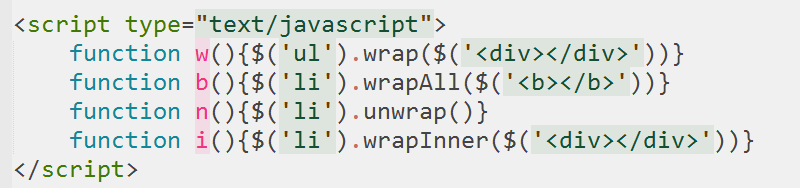 <script type="text/javascript">
    function w(){$('ul').wrap($('<div></div>'))}
    function b(){$('li').wrapAll($('<b></b>'))}
    function n(){$('li').unwrap()}
    function i(){$('li').wrapInner($('<div></div>'))}
</script>